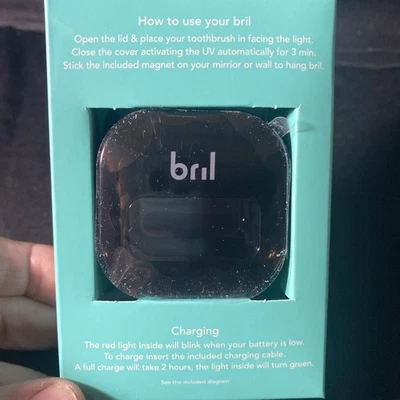 How to use your bril
Open the lid & place your toothbrush in facing the light.
Close the cover activating the UV automatically for 3 min.
Stick the included magnet on your mirrior or wall to hang bril.
bril
Charging
The red light inside will blink when your battery is low.
To charge insert the included charging cable.
A full charge will take 2 hours, the light inside will turn green.
See the included diagram